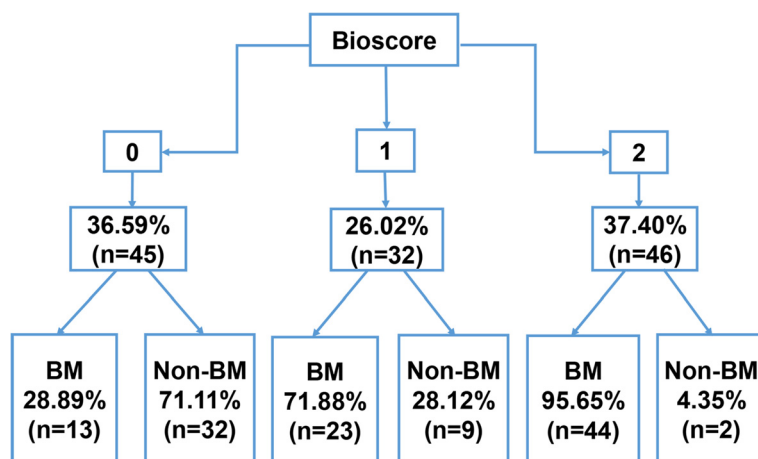 Bioscore
0
1
2
36.59%
(n=45)
26.02%
(n=32)
37.40%
(n=46)
BM
28.89%
(n=13)
Non-BM
71.11%
(n=32)
BM
71.88%
(n=23)
Non-BM
28.12%
(n=9)
BM
95.65%
(n=44)
Non-BM
4.35%
(n=2)